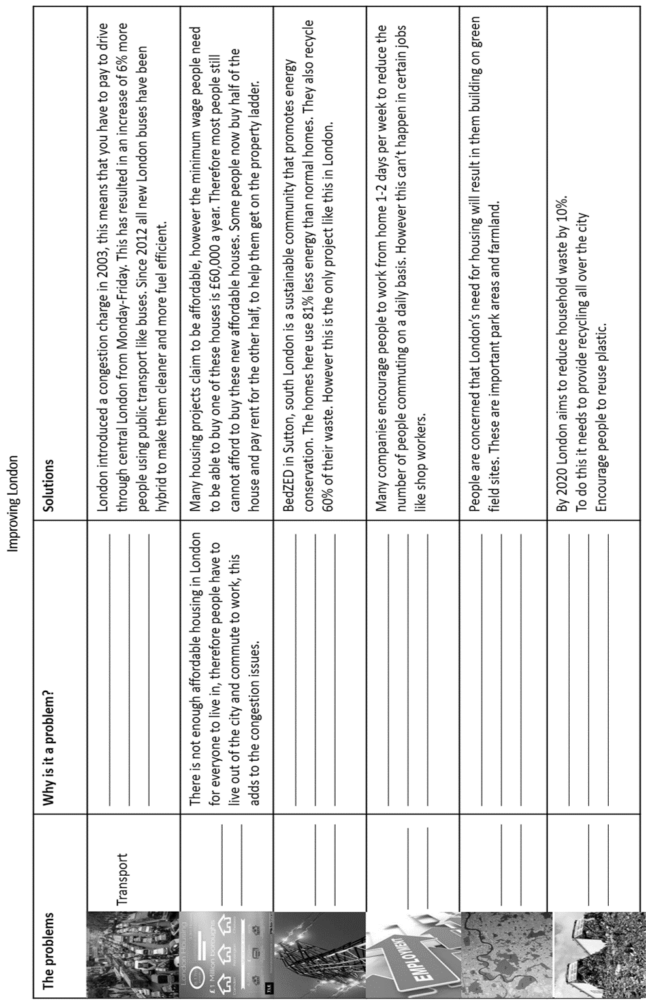 Improving London
The problems
Why is it a problem?
Solutions
Transport
London introduced a congestion charge in 2003, this means that you have to pay to drive
through central London from Monday-Friday. This has resulted in an increase of 6% more
people using public transport like buses. Since 2012 all new London buses have been
hybrid to make them cleaner and more fuel efficient.
London Housing
£1 Million boroughs
There is not enough affordable housing in London
for everyone to live in, therefore people have to
live out of the city and commute to work, this
adds to the congestion issues.
Many housing projects claim to be affordable, however the minimum wage people need
to be able to buy one of these houses is £60,000 a year. Therefore most people still
cannot afford to buy these new affordable houses. Some people now buy half of the
house and pay rent for the other half, to help them get on the property ladder.
BedZED in Sutton, south London is a sustainable community that promotes energy
conservation. The homes here use 81% less energy than normal homes. They also recycle
60% of their waste. However this is the only project like this in London.
EMPLOYMENT
Many companies encourage people to work from home 1-2 days per week to reduce the
number of people commuting on a daily basis. However this can't happen in certain jobs
like shop workers.
People are concerned that London's need for housing will result in them building on green
field sites. These are important park areas and farmland.
By 2020 London aims to reduce household waste by 10%.
To do this it needs to provide recycling all over the city
Encourage people to reuse plastic.